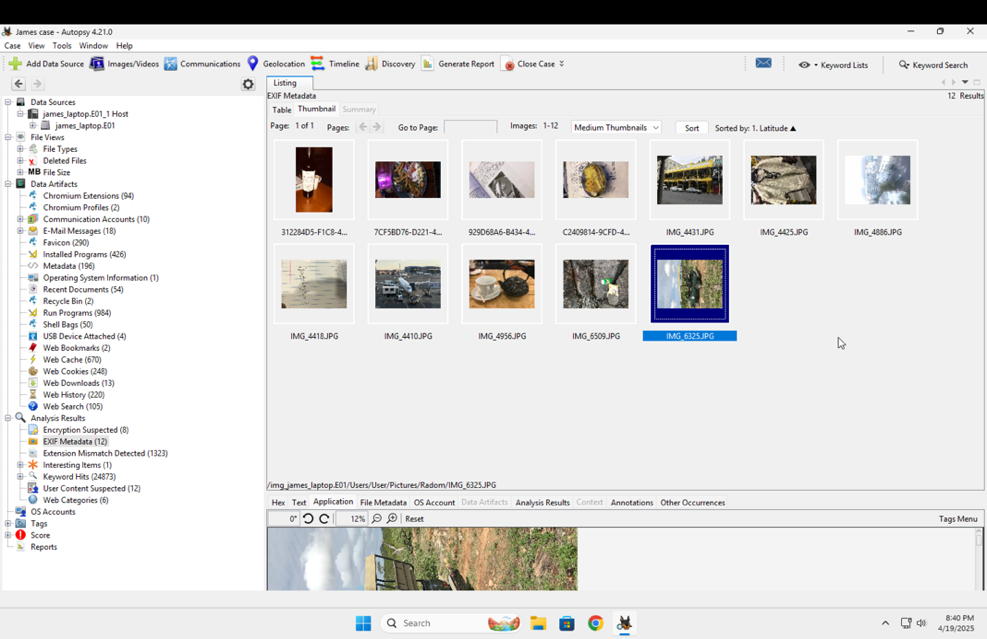 James case - Autopsy 4.21.0
Case View Tools Window Help
Add Data Source Images/Videos Communications Geolocation Timeline Discovery Generate Report Close Case Keyword Lists Keyword Search
Listing
EXIF Metadata 12 Results
Table Thumbnail Summary
Page: 1 of 1 Pages: Go to Page: Images: 1-12 Medium Thumbnails Sort Sorted by: 1. Latitude ▲
312284D5-F1C8-4... 7CF5BD76-D221-4... 929D68A6-B434-4... C2409814-9CFD-4... IMG_4431.JPG IMG_4425.JPG IMG_4886.JPG
IMG_4418.JPG IMG_4410.JPG IMG_4956.JPG IMG_6509.JPG IMG_6325.JPG
Data Sources
james_laptop.E01_1 Host
james_laptop.E01
File Views
File Types
Deleted Files
MB File Size
Data Artifacts
Chromium Extensions (94)
Chromium Profiles (2)
Communication Accounts (10)
E-Mail Messages (18)
Favicon (290)
Installed Programs (426)
Metadata (196)
Operating System Information (1)
Recent Documents (54)
Recycle Bin (2)
Run Programs (984)
Shell Bags (50)
USB Device Attached (4)
Web Bookmarks (2)
Web Cache (670)
Web Cookies (248)
Web Downloads (13)
Web History (220)
Web Search (105)
Analysis Results
Encryption Suspected (8)
EXIF Metadata (12)
Extension Mismatch Detected (1323)
Interesting Items (1)
Keyword Hits (24873)
User Content Suspected (12)
Web Categories (6)
OS Accounts
Tags
Score
Reports
/img_james_laptop.E01/Users/User/Pictures/Radom/IMG_6325.JPG
Hex Text Application File Metadata OS Account Data Artifacts Analysis Results Context Annotations Other Occurrences
0° 12% Reset Tags Menu
Search
8:40 PM
4/19/2025